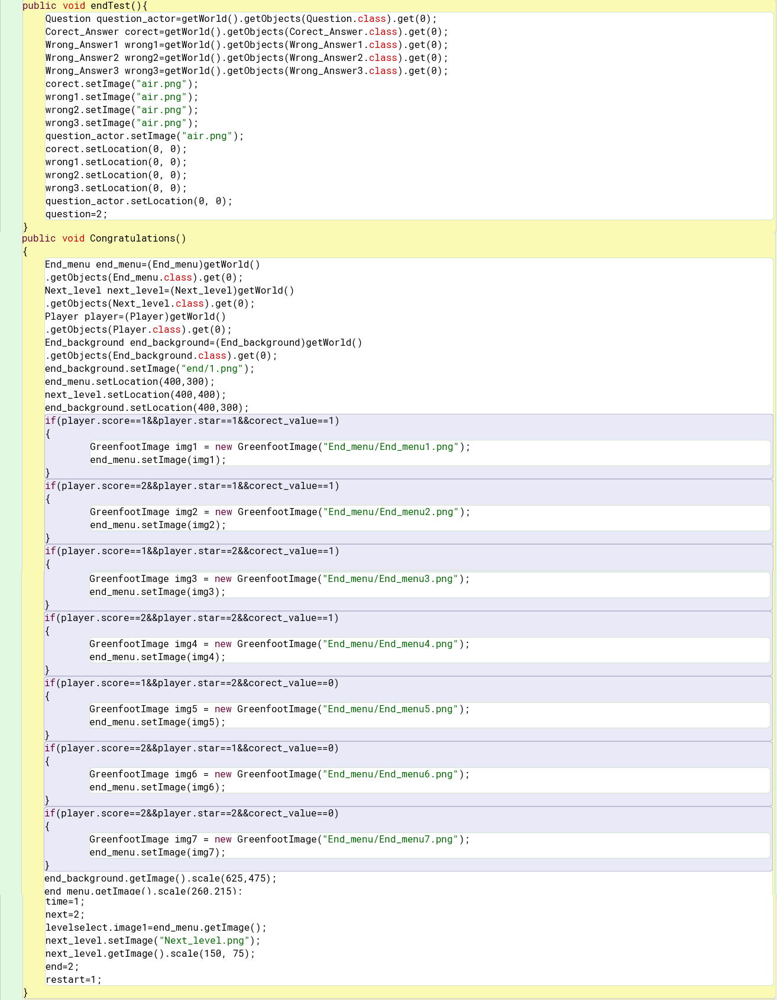 public void endTest(){
Question question_actor=getWorld().getObjects(Question.class).get(0);
Corect_Answer corect=getWorld().getObjects(Corect_Answer.class).get(0);
Wrong_Answer1 wrong1=getWorld().getObjects(Wrong_Answer1.class).get(0);
Wrong_Answer2 wrong2=getWorld().getObjects(Wrong_Answer2.class).get(0);
Wrong_Answer3 wrong3=getWorld().getObjects(Wrong_Answer3.class).get(0);
corect.setImage("air.png");
wrong1.setImage("air.png");
wrong2.setImage("air.png");
wrong3.setImage("air.png");
question_actor.setImage("air.png");
corect.setLocation(0, 0);
wrong1.setLocation(0, 0);
wrong2.setLocation(0, 0);
wrong3.setLocation(0, 0);
question_actor.setLocation(0, 0);
question=2;
}
public void Congratulations()
{
End_menu end_menu=(End_menu)getWorld()
.getObjects(End_menu.class).get(0);
Next_level next_level=(Next_level)getWorld()
.getObjects(Next_level.class).get(0);
Player player=(Player)getWorld()
.getObjects(Player.class).get(0);
End_background end_background=(End_background)getWorld()
.getObjects(End_background.class).get(0);
end_background.setImage("end/1.png");
end_menu.setLocation(400,300);
next_level.setLocation(400,400);
end_background.setLocation(400,300);
if(player.score==1&&player.star==1&&corect_value==1)
{
GreenfootImage img1 = new GreenfootImage("End_menu/End_menu1.png");
end_menu.setImage(img1);
}
if(player.score==2&&player.star==1&&corect_value==1)
{
GreenfootImage img2 = new GreenfootImage("End_menu/End_menu2.png");
end_menu.setImage(img2);
}
if(player.score==1&&player.star==2&&corect_value==1)
{
GreenfootImage img3 = new GreenfootImage("End_menu/End_menu3.png");
end_menu.setImage(img3);
}
if(player.score==2&&player.star==2&&corect_value==1)
{
GreenfootImage img4 = new GreenfootImage("End_menu/End_menu4.png");
end_menu.setImage(img4);
}
if(player.score==1&&player.star==2&&corect_value==0)
{
GreenfootImage img5 = new GreenfootImage("End_menu/End_menu5.png");
end_menu.setImage(img5);
}
if(player.score==2&&player.star==1&&corect_value==0)
{
GreenfootImage img6 = new GreenfootImage("End_menu/End_menu6.png");
end_menu.setImage(img6);
}
if(player.score==2&&player.star==2&&corect_value==0)
{
GreenfootImage img7 = new GreenfootImage("End_menu/End_menu7.png");
end_menu.setImage(img7);
}
end_background.getImage().scale(625,475);
end_menu.getImage().scale(260,215);
time=1;
next=2;
levelselect.image1=end_menu.getImage();
next_level.setImage("Next_level.png");
next_level.getImage().scale(150, 75);
end=2;
restart=1;
}